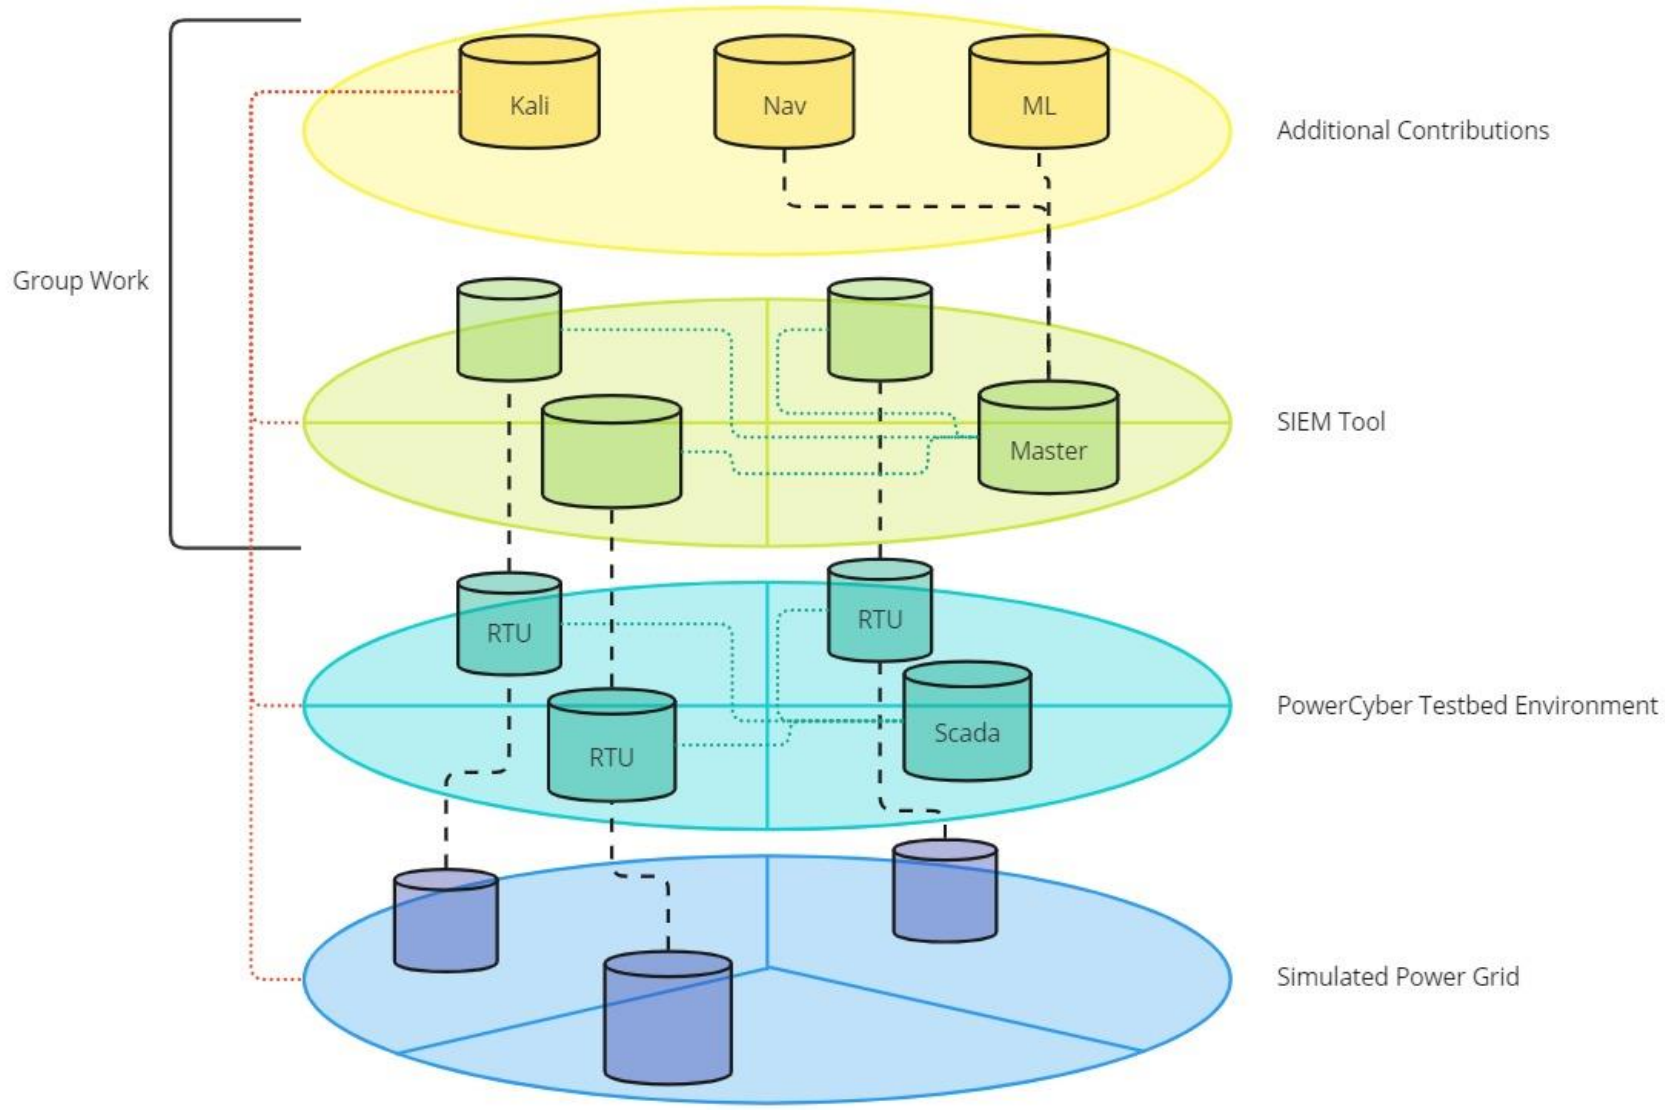 Kali
Nav
ML
Additional Contributions
Group Work
Master
SIEM Tool
RTU
RTU
RTU
Scada
PowerCyber Testbed Environment
Simulated Power Grid